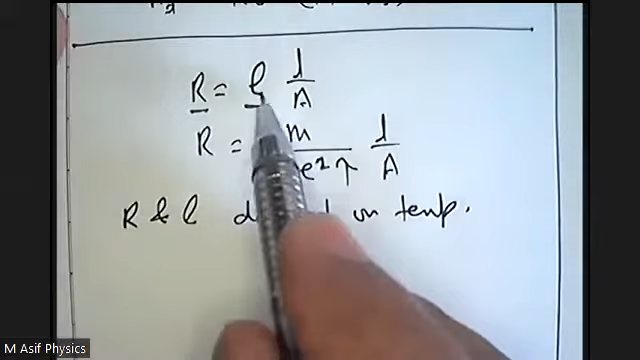 R = ρ l/A
R = m/e²τ l/A
R & ρ on temp.
M Asif Physics